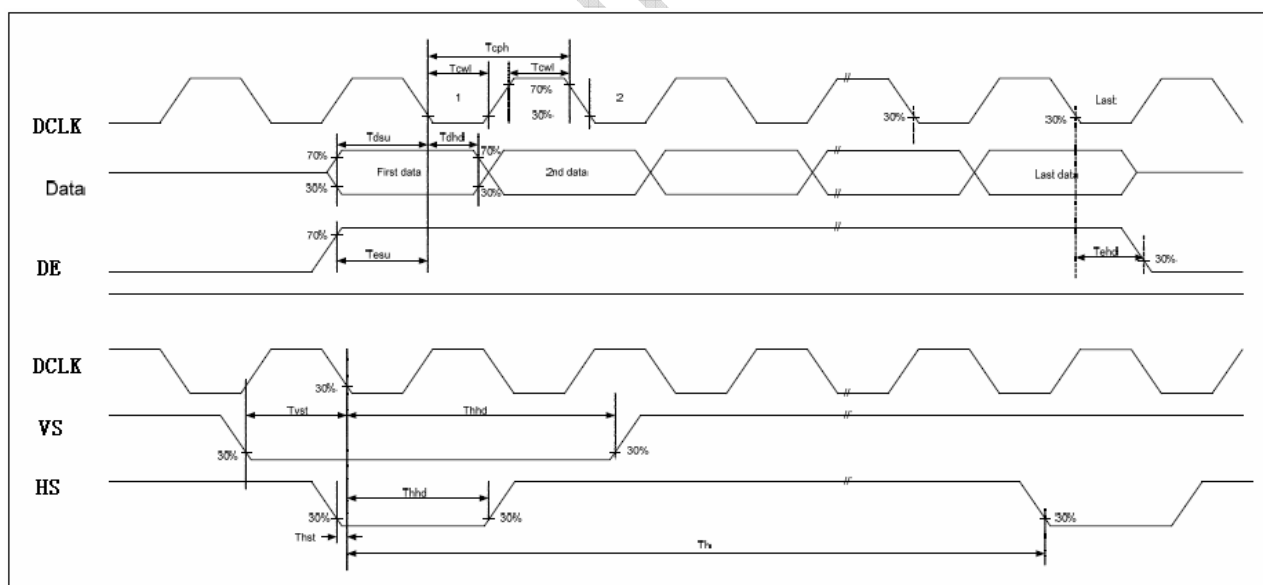 Tcph
Tcwl Tcwl
1 70% 2 Last
30% 30% 30%
DCLK
Tdsu Tdhd
70% 70%
First data 2nd data Last data
Data
30% 30%
70%
Tesu Tehd
DE 30%
DCLK
30%
Tvst Thhd
VS
30% 30%
HS
Thhd
30% 30% 30%
Thst
Th